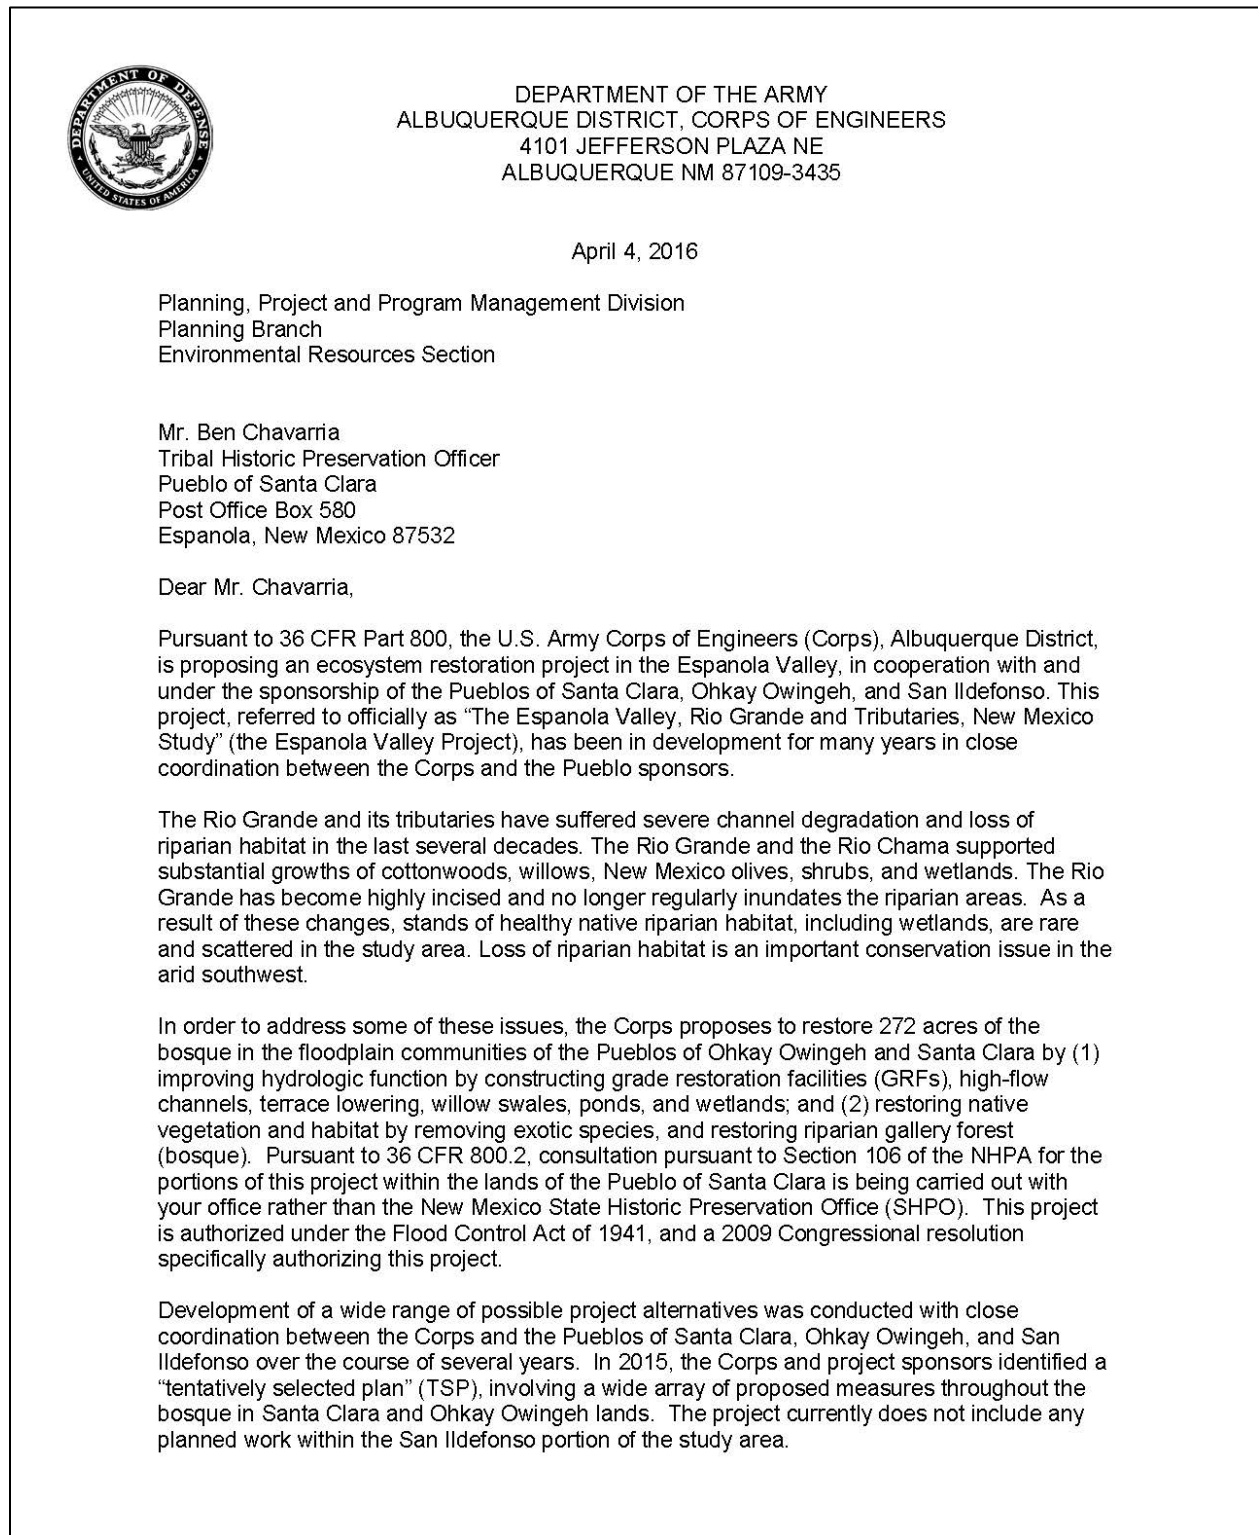 DEPARTMENT OF DEFENSE
UNITED STATES OF AMERICA
DEPARTMENT OF THE ARMY
ALBUQUERQUE DISTRICT, CORPS OF ENGINEERS
4101 JEFFERSON PLAZA NE
ALBUQUERQUE NM 87109-3435
April 4, 2016
Planning, Project and Program Management Division
Planning Branch
Environmental Resources Section
Mr. Ben Chavarria
Tribal Historic Preservation Officer
Pueblo of Santa Clara
Post Office Box 580
Espanola, New Mexico 87532
Dear Mr. Chavarria,
Pursuant to 36 CFR Part 800, the U.S. Army Corps of Engineers (Corps), Albuquerque District,
is proposing an ecosystem restoration project in the Espanola Valley, in cooperation with and
under the sponsorship of the Pueblos of Santa Clara, Ohkay Owingeh, and San Ildefonso. This
project, referred to officially as “The Espanola Valley, Rio Grande and Tributaries, New Mexico
Study” (the Espanola Valley Project), has been in development for many years in close
coordination between the Corps and the Pueblo sponsors.
The Rio Grande and its tributaries have suffered severe channel degradation and loss of
riparian habitat in the last several decades. The Rio Grande and the Rio Chama supported
substantial growths of cottonwoods, willows, New Mexico olives, shrubs, and wetlands. The Rio
Grande has become highly incised and no longer regularly inundates the riparian areas.  As a
result of these changes, stands of healthy native riparian habitat, including wetlands, are rare
and scattered in the study area. Loss of riparian habitat is an important conservation issue in the
arid southwest.
In order to address some of these issues, the Corps proposes to restore 272 acres of the
bosque in the floodplain communities of the Pueblos of Ohkay Owingeh and Santa Clara by (1)
improving hydrologic function by constructing grade restoration facilities (GRFs), high-flow
channels, terrace lowering, willow swales, ponds, and wetlands; and (2) restoring native
vegetation and habitat by removing exotic species, and restoring riparian gallery forest
(bosque).  Pursuant to 36 CFR 800.2, consultation pursuant to Section 106 of the NHPA for the
portions of this project within the lands of the Pueblo of Santa Clara is being carried out with
your office rather than the New Mexico State Historic Preservation Office (SHPO).  This project
is authorized under the Flood Control Act of 1941, and a 2009 Congressional resolution
specifically authorizing this project.
Development of a wide range of possible project alternatives was conducted with close
coordination between the Corps and the Pueblos of Santa Clara, Ohkay Owingeh, and San
Ildefonso over the course of several years.  In 2015, the Corps and project sponsors identified a
“tentatively selected plan” (TSP), involving a wide array of proposed measures throughout the
bosque in Santa Clara and Ohkay Owingeh lands.  The project currently does not include any
planned work within the San Ildefonso portion of the study area.